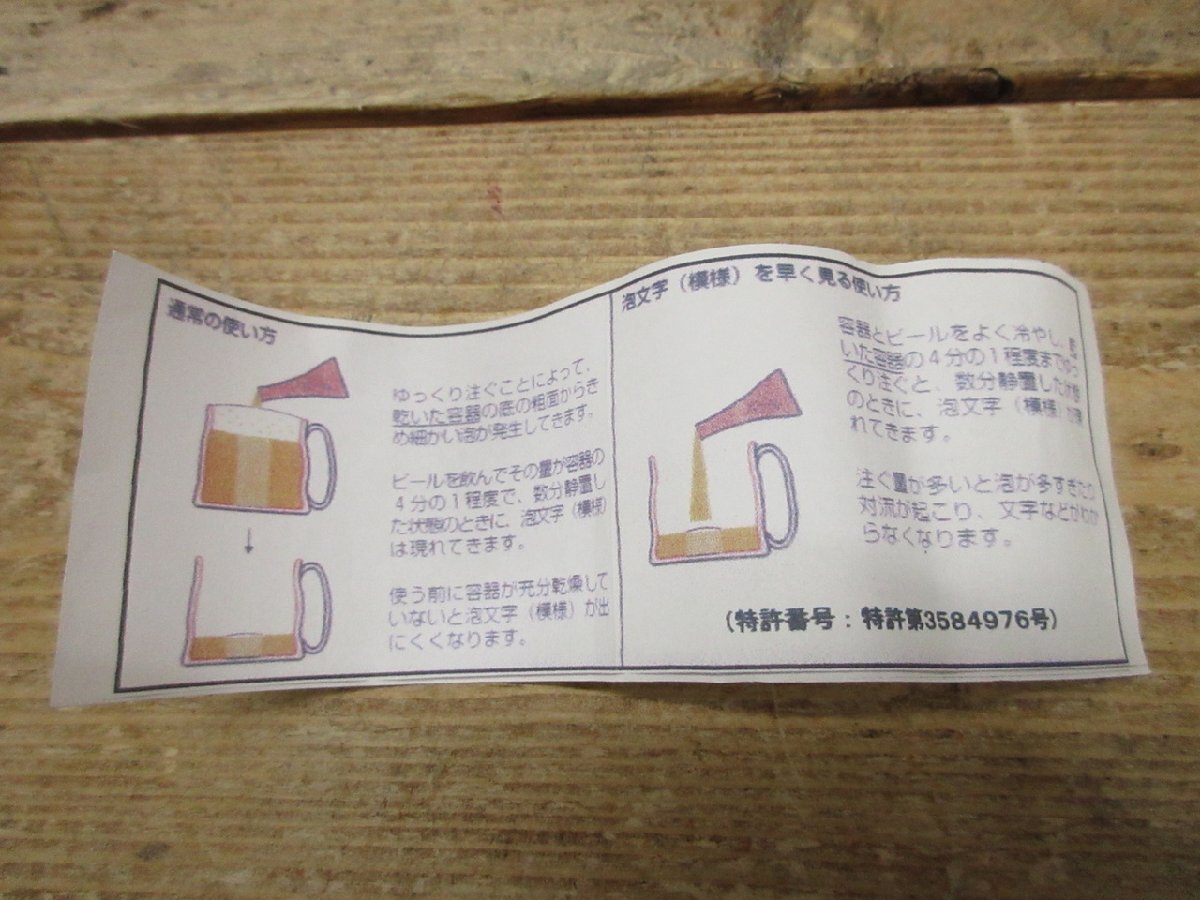 通常の使い方
ゆっくり注ぐことによって、
乾いた容器の底の粗面からき
め細かい泡が発生してきます。
ビールを飲んでその量が容器の
4分の1程度で、数分静置し
た状態のときに、泡文字（模様）
は現れてきます。
使う前に容器が充分乾燥して
いないと泡文字（模様）が出
にくくなります。
泡文字（模様）を早く見る使い方
容器とビールをよく冷やし、
いた容器の4分の1程度までゆっ
くり注ぐと、数分静置した状態
のときに、泡文字（模様）が現
れてきます。
注ぐ量が多いと泡が多すぎたり
対流が起こり、文字などがわか
らなくなります。
（特許番号：特許第3584976号）